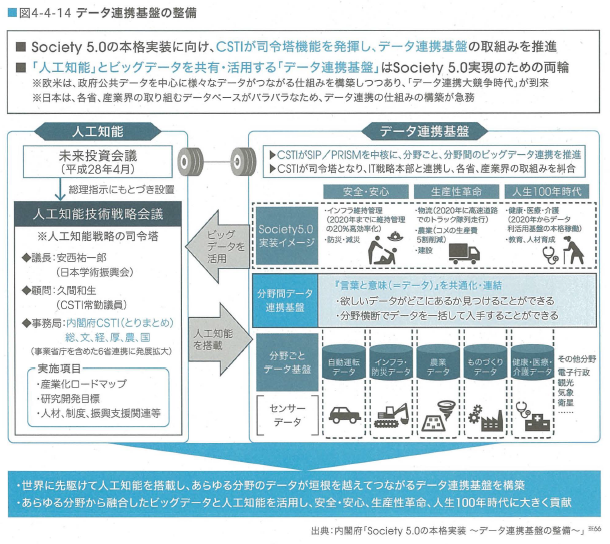 ■図4-4-14 データ連携基盤の整備
■ Society 5.0の本格実装に向け、CSTIが司令塔機能を発揮し、データ連携基盤の取組みを推進
■ 「人工知能」とビッグデータを共有・活用する「データ連携基盤」はSociety 5.0実現のための両輪
※欧米は、政府公共データを中心に様々なデータがつながる仕組みを構築しつつあり、「データ連携大競争時代」が到来
※日本は、各省、産業界の取り組むデータベースがバラバラなため、データ連携の仕組みの構築が急務
人工知能
未来投資会議
(平成28年4月)
総理指示にもとづき設置
人工知能技術戦略会議
※人工知能戦略の司令塔
◆議長:安西祐一郎
(日本学術振興会)
◆顧問:久間和生
(CSTI常勤議員)
◆事務局:内閣府CSTI(とりまとめ)
総、文、経、厚、農、国
(事業省庁を含めた6省連携に発展拡大)
実施項目
・産業化ロードマップ
・研究開発目標
・人材、制度、振興支援関連等
ビッグ
データを
活用
人工知能
を搭載
データ連携基盤
▶CSTIがSIP/PRISMを中核に、分野ごと、分野間のビッグデータ連携を推進
▶CSTIが司令塔となり、IT戦略本部と連携し、各省、産業界の取組を糾合
安全・安心
生産性革命
人生100年時代
Society5.0
実装イメージ
・インフラ維持管理
(2020年までに維持管理
の20%高効率化)
・防災・減災
・物流(2020年に高速道路
でのトラック隊列走行)
・農業(コメの生産費
5割削減)
・建設
・健康・医療・介護
(2020年からデータ
利活用基盤の本格稼働)
・教育、人材育成
分野間データ
連携基盤
『言葉と意味(=データ)』を共通化・連結
・欲しいデータがどこにあるか見つけることができる
・分野横断でデータを一括して入手することができる
分野ごと
データ基盤
自動運転
データ
インフラ・
防災データ
農業
データ
ものづくり
データ
健康・医療・
介護データ
その他分野
電子行政
観光
気象
衛星
……
センサー
データ
・世界に先駆けて人工知能を搭載し、あらゆる分野のデータが垣根を越えてつながるデータ連携基盤を構築
・あらゆる分野から融合したビッグデータと人工知能を活用し、安全・安心、生産性革命、人生100年時代に大きく貢献
出典:内閣府「Society 5.0の本格実装 〜データ連携基盤の整備〜」※66